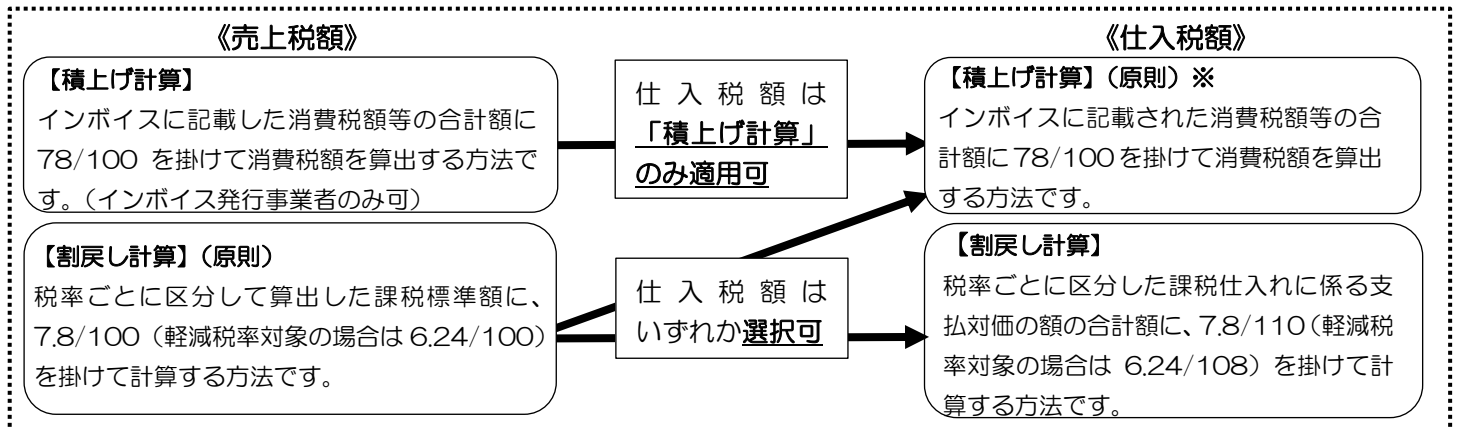 《売上税額》
【積上げ計算】
インボイスに記載した消費税額等の合計額に
78/100 を掛けて消費税額を算出する方法で
す。（インボイス発行事業者のみ可）
【割戻し計算】（原則）
税率ごとに区分して算出した課税標準額に、
7.8/100（軽減税率対象の場合は 6.24/100）
を掛けて計算する方法です。
仕入税額は
「積上げ計算」
のみ適用可
仕入税額は
いずれか選択可
《仕入税額》
【積上げ計算】（原則）※
インボイスに記載された消費税額等の合
計額に 78/100 を掛けて消費税額を算出
する方法です。
【割戻し計算】
税率ごとに区分した課税仕入れに係る支
払対価の額の合計額に、7.8/110（軽減税
率対象の場合は 6.24/108）を掛けて計
算する方法です。